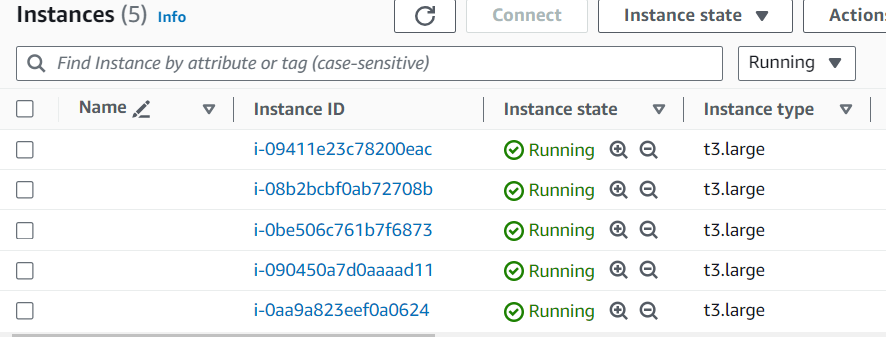 Instances (5) Info
Connect
Instance state
Action
Find Instance by attribute or tag (case-sensitive)
Running
Name
Instance ID
Instance state
Instance type
i-09411e23c78200eac
Running
t3.large
i-08b2bcbf0ab72708b
Running
t3.large
i-0be506c761b7f6873
Running
t3.large
i-090450a7d0aaaad11
Running
t3.large
i-0aa9a823eef0a0624
Running
t3.large